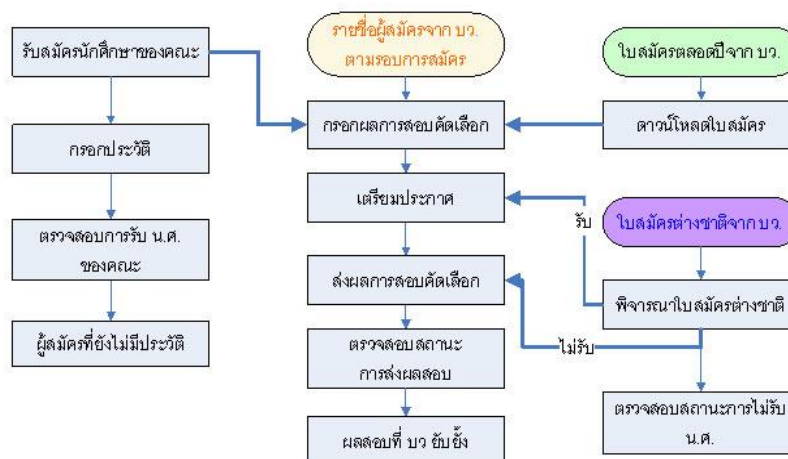 รับสมัครนักศึกษาของคณะ
กรอกประวัติ
ตรวจสอบการรับ น.ศ.
ของคณะ
ผู้สมัครที่ยังไม่มีประวัติ
รายชื่อผู้สมัครจาก บว.
ตามรอบการสมัคร
กรอกผลการสอบคัดเลือก
เตรียมประกาศ
ส่งผลการสอบคัดเลือก
ตรวจสอบสถานะ
การส่งผลสอบ
ผลสอบที่ บว ยับยั้ง
ใบสมัครตลอดปีจาก บว.
ดาวน์โหลดใบสมัคร
รับ
ใบสมัครต่างชาติจาก บว.
พิจารณาใบสมัครต่างชาติ
ไม่รับ
ตรวจสอบสถานะการไม่รับ
น.ศ.